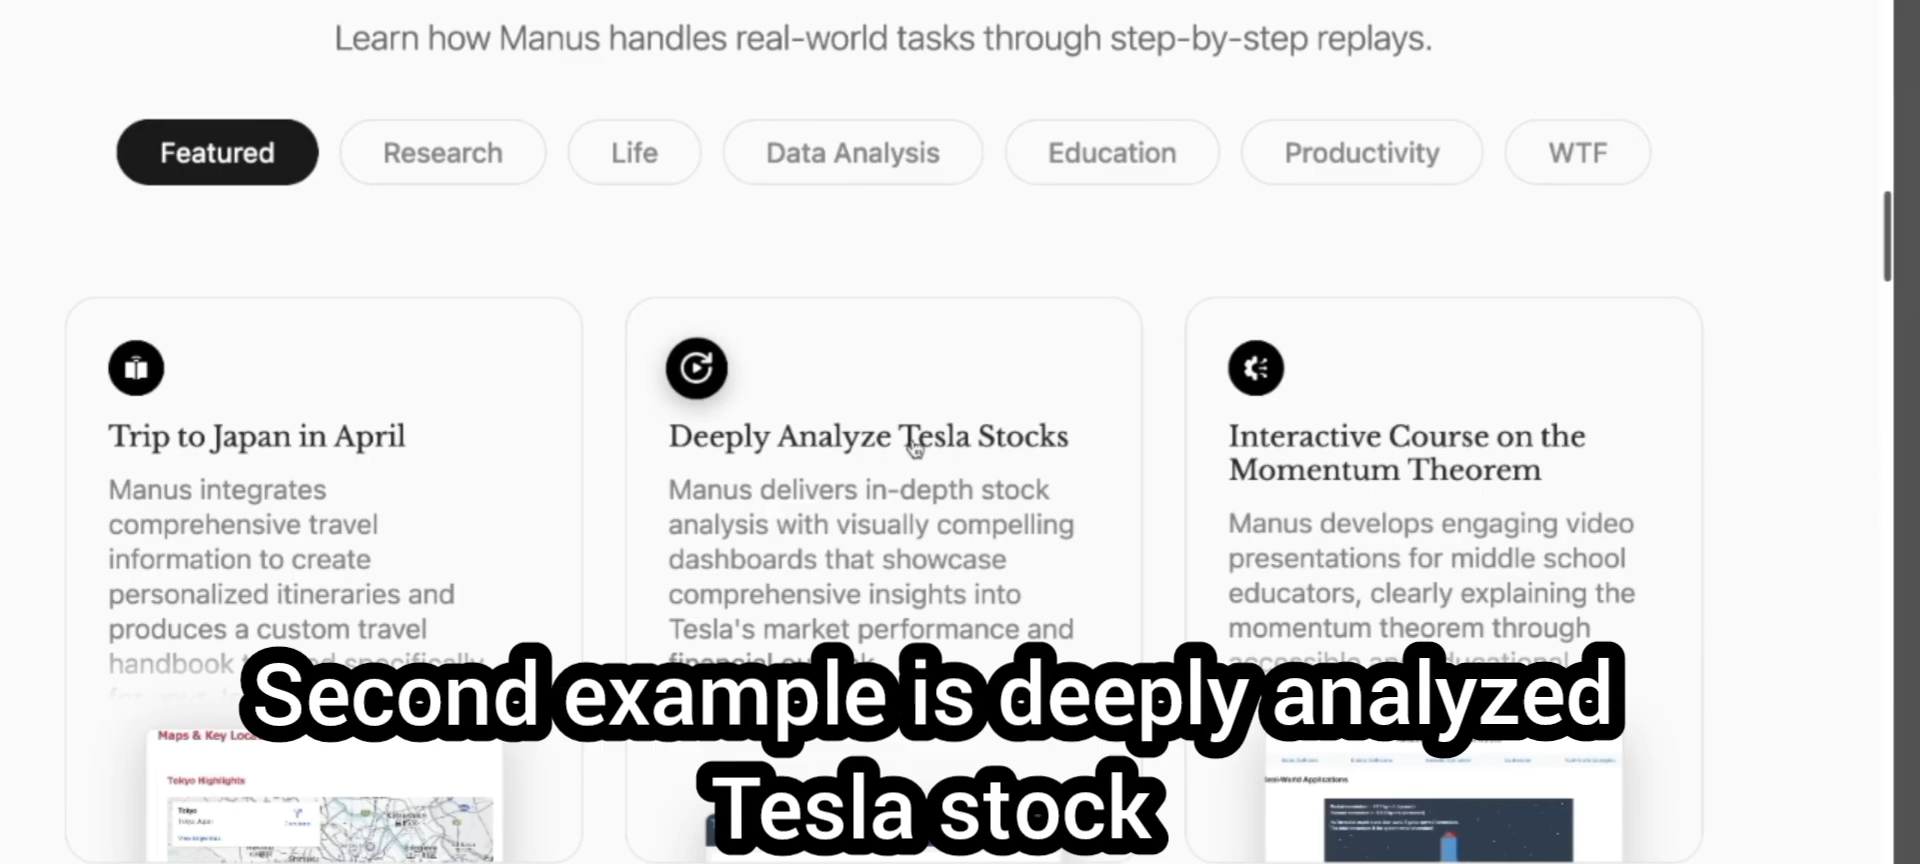 Learn how Manus handles real-world tasks through step-by-step replays.
Featured
Research
Life
Data Analysis
Education
Productivity
WTF
Trip to Japan in April
Manus integrates
comprehensive travel
information to create
personalized itineraries and
produces a custom travel
handbook
Deeply Analyze Tesla Stocks
Manus delivers in-depth stock
analysis with visually compelling
dashboards that showcase
comprehensive insights into
Tesla's market performance and
Interactive Course on the
Momentum Theorem
Manus develops engaging video
presentations for middle school
educators, clearly explaining the
momentum theorem through
Second example is deeply analyzed
Tesla stock
Maps & Key
Tokyo Highlights
Tokyo
Real-World Applications